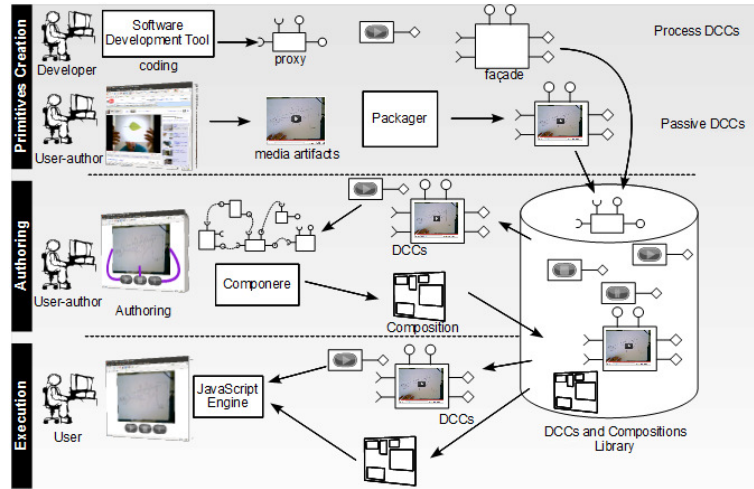 Primitives Creation
Developer
Software
Development Tool
coding
proxy
façade
Process DCCs
User-author
media artifacts
Packager
Passive DCCs
Authoring
User-author
Authoring
Componere
DCCs
Composition
Execution
User
JavaScript
Engine
DCCs
DCCs and Compositions
Library